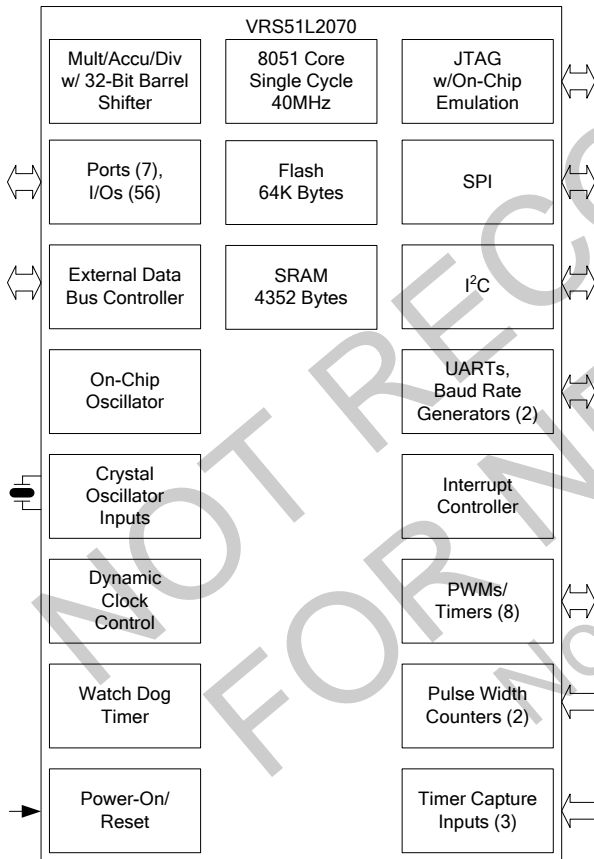 VRS51L2070
Mult/Accu/Div
w/ 32-Bit Barrel
Shifter
8051 Core
Single Cycle
40MHz
JTAG
w/On-Chip
Emulation
Ports (7),
I/Os (56)
Flash
64K Bytes
SPI
External Data
Bus Controller
SRAM
4352 Bytes
I²C
On-Chip
Oscillator
UARTs,
Baud Rate
Generators (2)
Crystal
Oscillator
Inputs
Interrupt
Controller
Dynamic
Clock
Control
PWMs/
Timers (8)
Watch Dog
Timer
Pulse Width
Counters (2)
Power-On/
Reset
Timer Capture
Inputs (3)
NOT
FOR